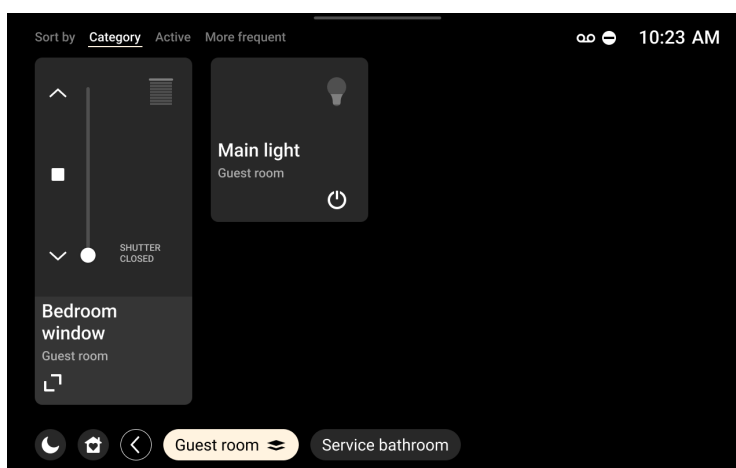 Sort by Category Active More frequent
10:23 AM
SHUTTER
CLOSED
Bedroom
window
Guest room
Main light
Guest room
Guest room
Service bathroom